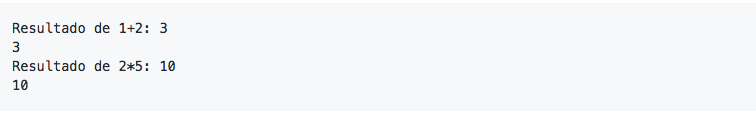 Resultado de 1+2: 3
3
Resultado de 2*5: 10
10